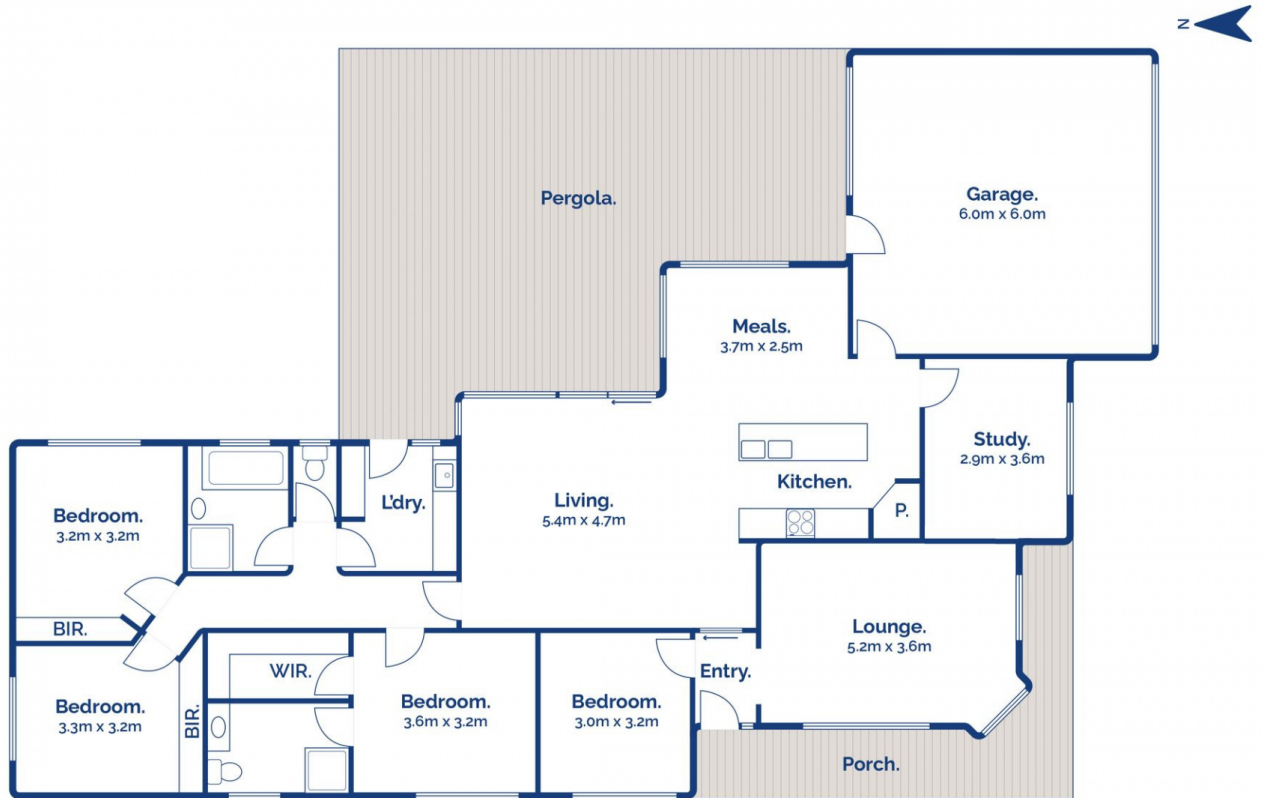 N
Pergola.
Garage.
6.0m x 6.0m
Meals.
3.7m x 2.5m
Study.
2.9m x 3.6m
Kitchen.
P.
Living.
5.4m x 4.7m
L'dry.
Bedroom.
3.2m x 3.2m
BIR.
Bedroom.
3.3m x 3.2m
BIR.
WIR.
Bedroom.
3.6m x 3.2m
Bedroom.
3.0m x 3.2m
Entry.
Lounge.
5.2m x 3.6m
Porch.